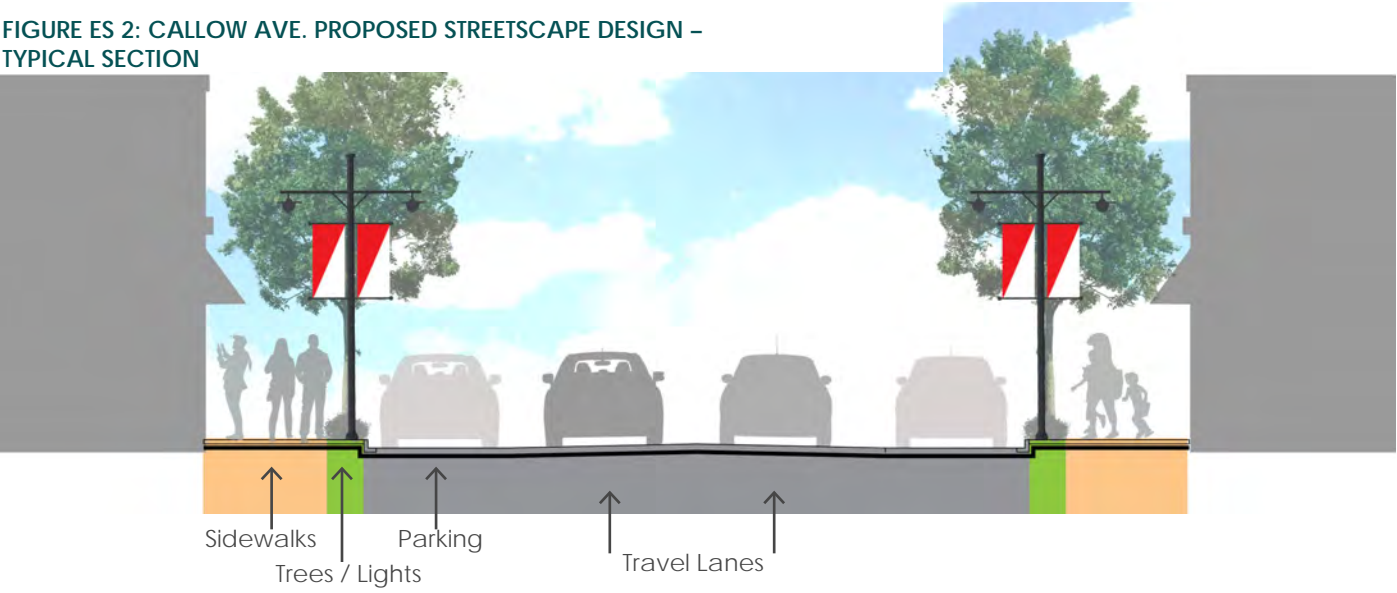 FIGURE ES 2: CALLOW AVE. PROPOSED STREETSCAPE DESIGN –
TYPICAL SECTION
Sidewalks
Parking
Travel Lanes
Trees / Lights